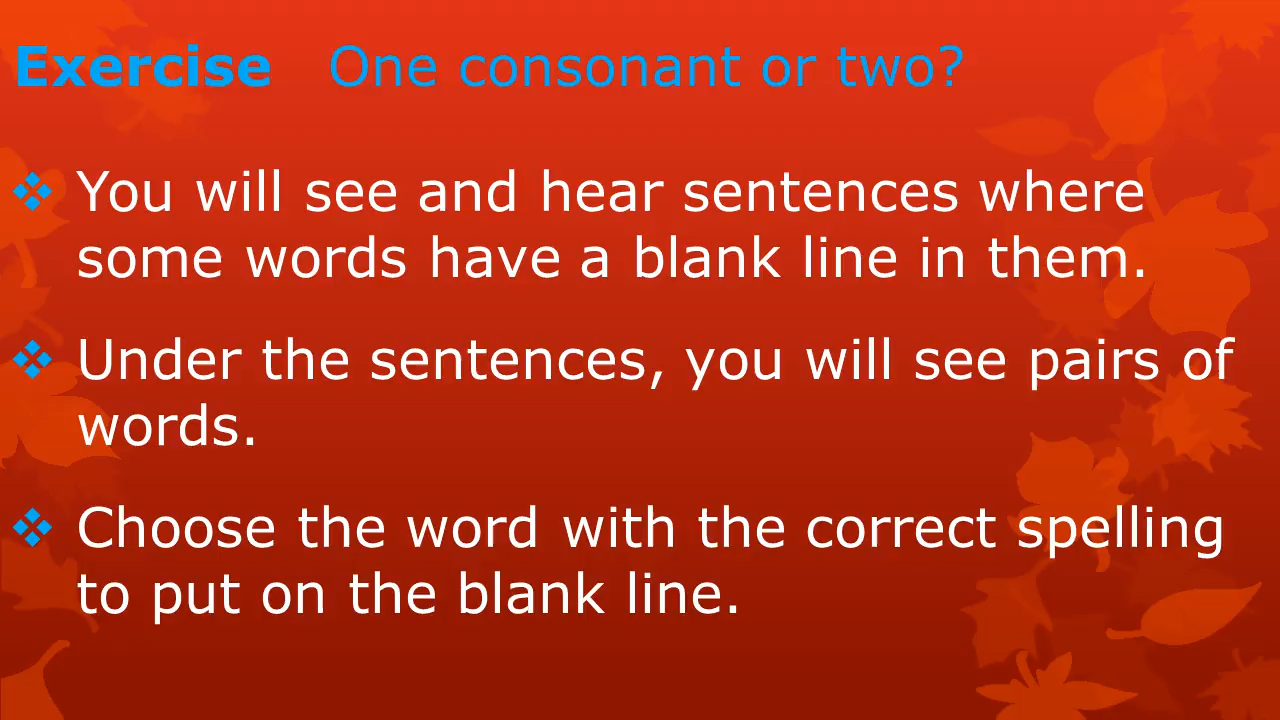 Exercise One consonant or two?
❖ You will see and hear sentences where
some words have a blank line in them.
❖ Under the sentences, you will see pairs of
words.
❖ Choose the word with the correct spelling
to put on the blank line.